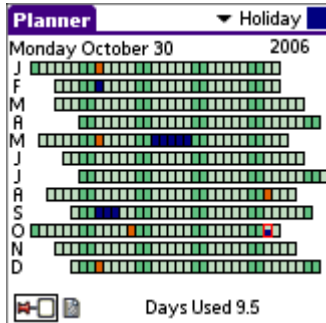 Planner
Holiday
Monday October 30 2006
J
F
M
A
M
J
J
A
S
O
N
D
Days Used 9.5